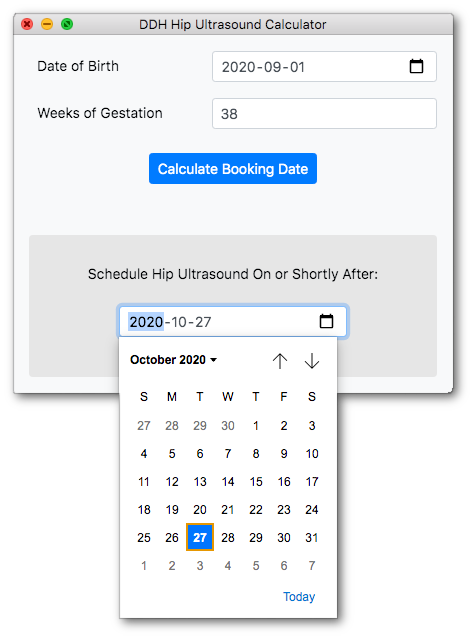 DDH Hip Ultrasound Calculator
Date of Birth 2020-09-01
Weeks of Gestation 38
Calculate Booking Date
Schedule Hip Ultrasound On or Shortly After:
2020-10-27
October 2020
S M T W T F S
27 28 29 30 1 2 3
4 5 6 7 8 9 10
11 12 13 14 15 16 17
18 19 20 21 22 23 24
25 26 27 28 29 30 31
1 2 3 4 5 6 7
Today